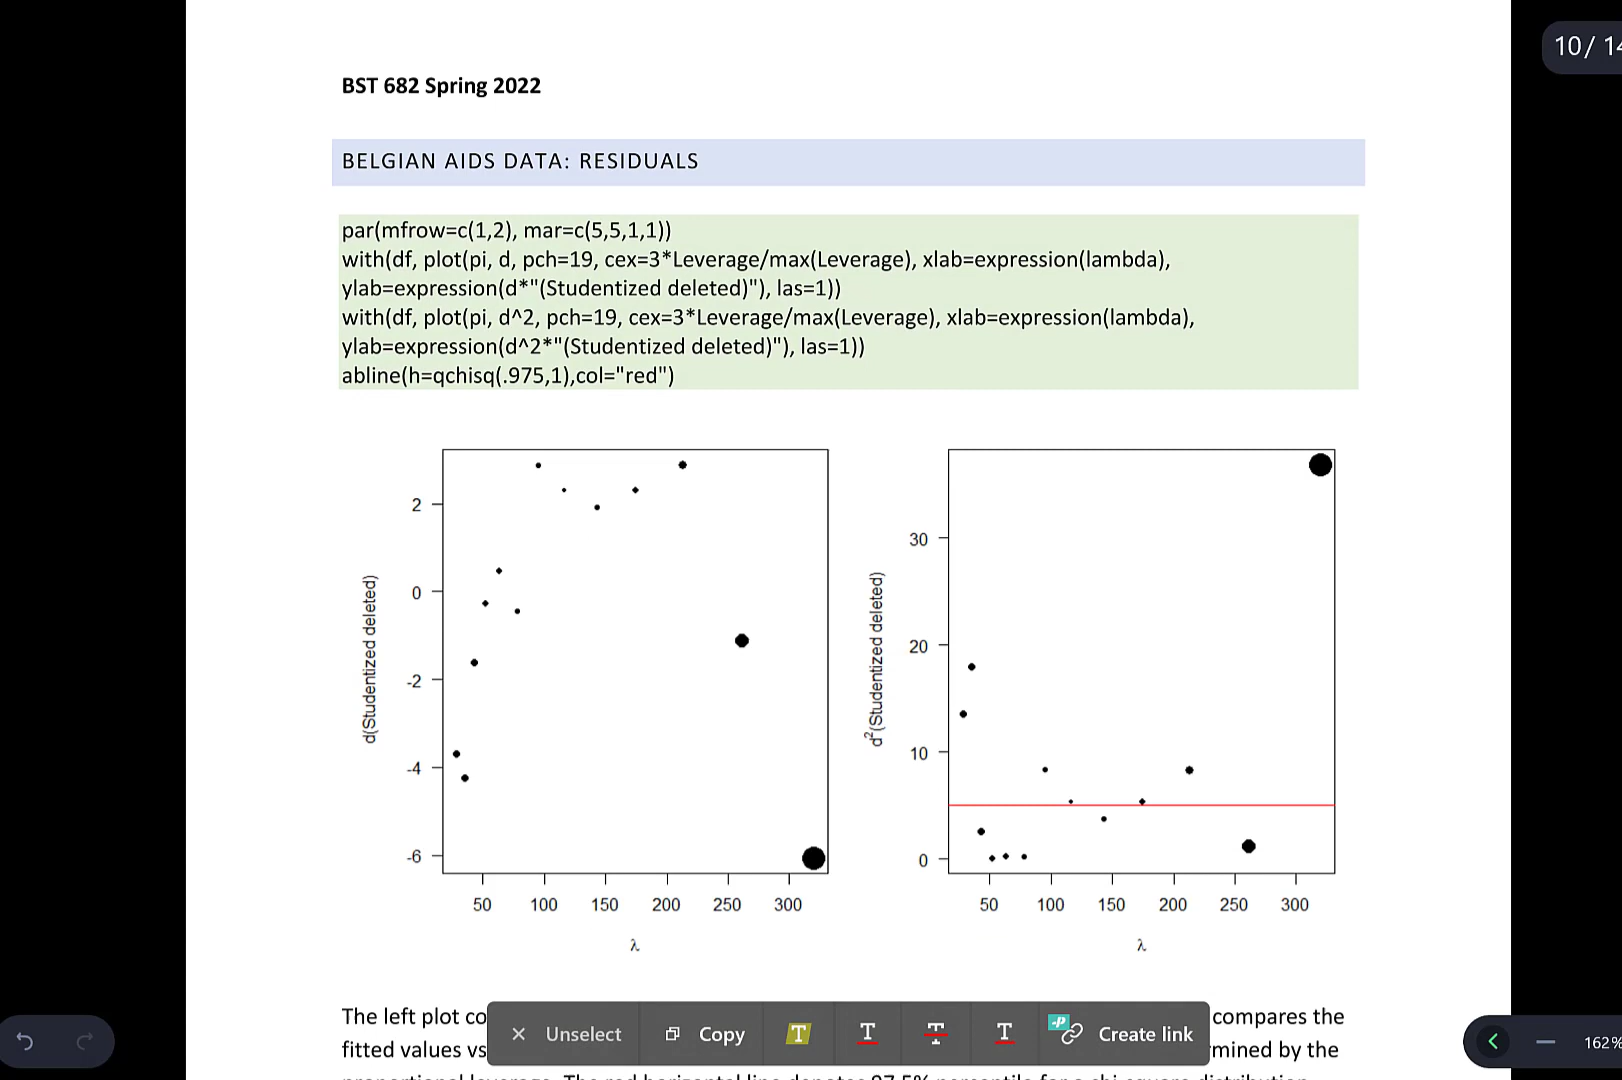 10/ 14
BST 682 Spring 2022
BELGIAN AIDS DATA: RESIDUALS
par(mfrow=c(1,2), mar=c(5,5,1,1))
with(df, plot(pi, d, pch=19, cex=3*Leverage/max(Leverage), xlab=expression(lambda),
ylab=expression(d*"(Studentized deleted)"), las=1))
with(df, plot(pi, d^2, pch=19, cex=3*Leverage/max(Leverage), xlab=expression(lambda),
ylab=expression(d^2*"(Studentized deleted)"), las=1))
abline(h=qchisq(.975,1),col="red")
d(Studentized deleted)
2
0
-2
-4
-6
50 100 150 200 250 300
λ
d²(Studentized deleted)
30
20
10
0
50 100 150 200 250 300
λ
The left plot co
compares the
fitted values vs
mined by the
Unselect Copy T T T T Create link
162%